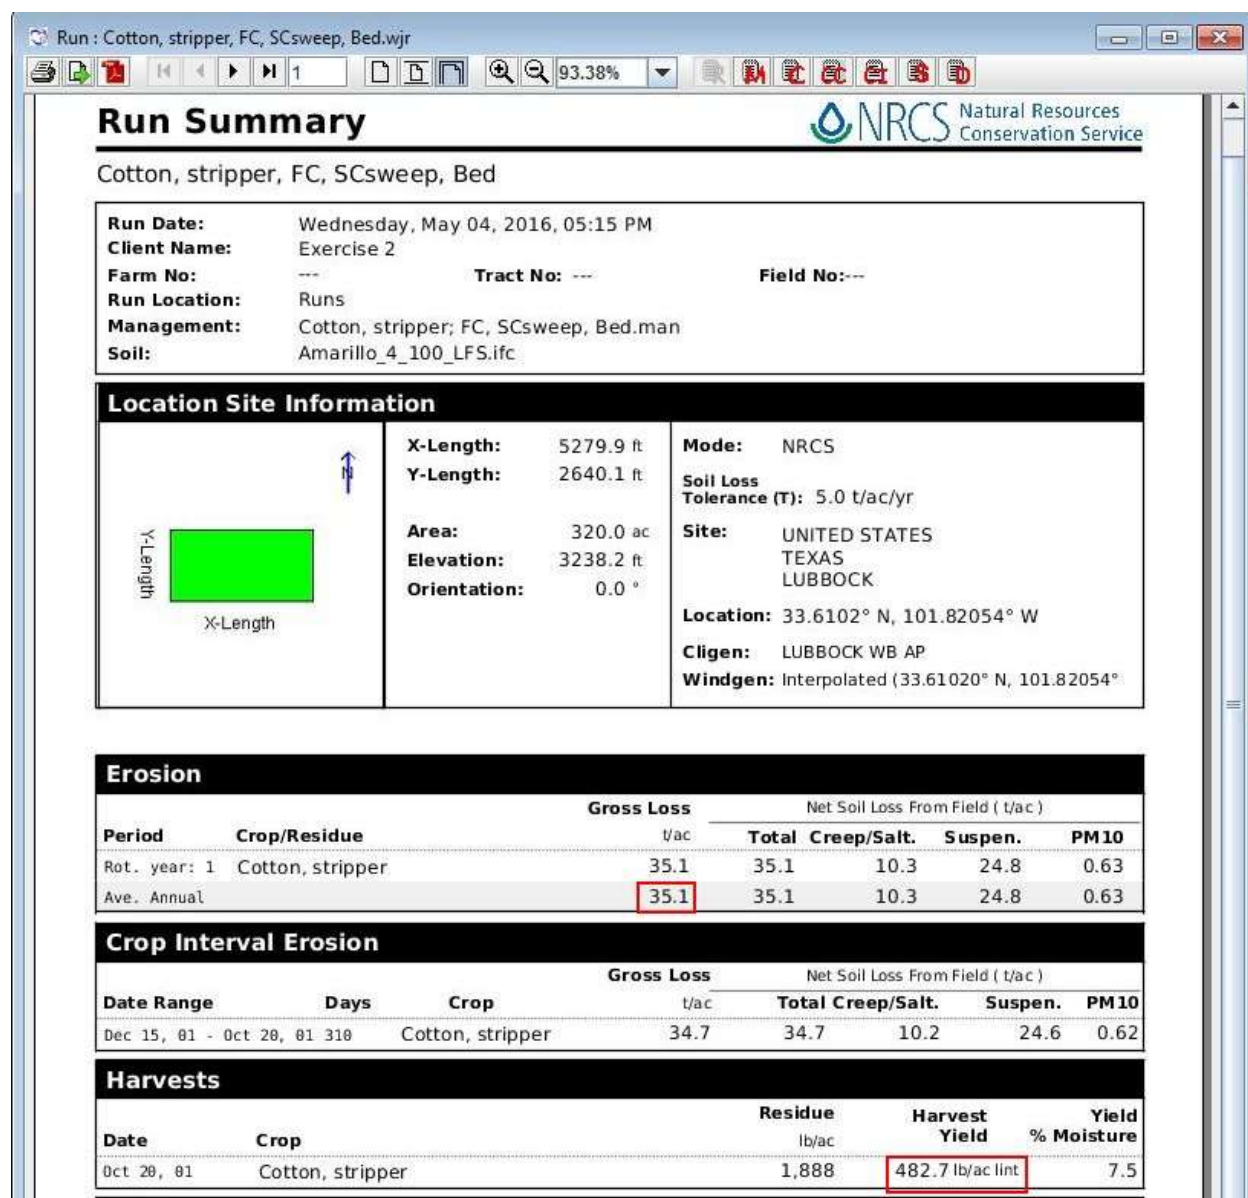 Run : Cotton, stripper, FC, SCsweep, Bed.wjr
1 93.38%
Run Summary
NRCS Natural Resources Conservation Service
Cotton, stripper, FC, SCsweep, Bed
Run Date: Wednesday, May 04, 2016, 05:15 PM
Client Name: Exercise 2
Farm No: --- Tract No: --- Field No:---
Run Location: Runs
Management: Cotton, stripper; FC, SCsweep, Bed.man
Soil: Amarillo_4_100_LFS.ifc
Location Site Information
N
Y-Length
X-Length
X-Length: 5279.9 ft
Y-Length: 2640.1 ft
Area: 320.0 ac
Elevation: 3238.2 ft
Orientation: 0.0 °
Mode: NRCS
Soil Loss
Tolerance (T): 5.0 t/ac/yr
Site: UNITED STATES
TEXAS
LUBBOCK
Location: 33.6102° N, 101.82054° W
Cligen: LUBBOCK WB AP
Windgen: Interpolated (33.61020° N, 101.82054°
Erosion
Gross Loss Net Soil Loss From Field ( t/ac )
Period Crop/Residue t/ac Total Creep/Salt. Suspen. PM10
Rot. year: 1 Cotton, stripper 35.1 35.1 10.3 24.8 0.63
Ave. Annual 35.1 35.1 10.3 24.8 0.63
Crop Interval Erosion
Gross Loss Net Soil Loss From Field ( t/ac )
Date Range Days Crop t/ac Total Creep/Salt. Suspen. PM10
Dec 15, 01 - Oct 20, 01 310 Cotton, stripper 34.7 34.7 10.2 24.6 0.62
Harvests
Residue Harvest Yield
Date Crop lb/ac Yield % Moisture
Oct 20, 01 Cotton, stripper 1,888 482.7 lb/ac lint 7.5